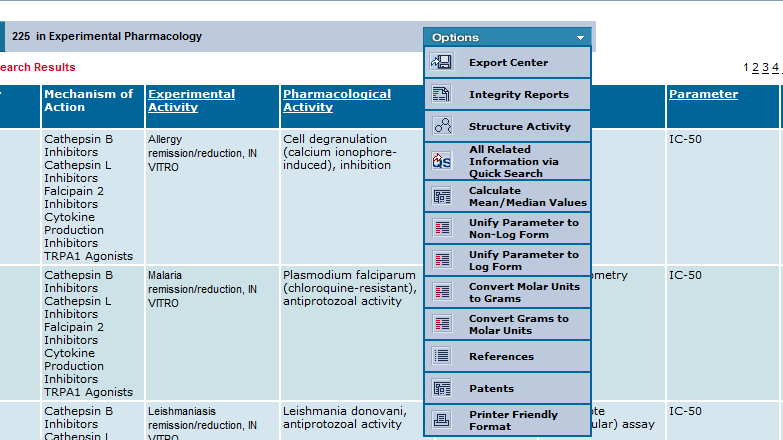 225 in Experimental Pharmacology
Options
earch Results
1 2 3 4
Export Center
Integrity Reports
Structure Activity
All Related
Information via
Quick Search
Calculate
Mean/Median Values
Unify Parameter to
Non-Log Form
Unify Parameter to
Log Form
Convert Molar Units
to Grams
Convert Grams to
Molar Units
References
Patents
Printer Friendly
Format
Mechanism of
Action
Experimental
Activity
Pharmacological
Activity
Parameter
Cathepsin B
Inhibitors
Cathepsin L
Inhibitors
Falcipain 2
Inhibitors
Cytokine
Production
Inhibitors
TRPA1 Agonists
Allergy
remission/reduction, IN
VITRO
Cell degranulation
(calcium ionophore-
induced), inhibition
IC-50
Cathepsin B
Inhibitors
Cathepsin L
Inhibitors
Falcipain 2
Inhibitors
Cytokine
Production
Inhibitors
TRPA1 Agonists
Malaria
remission/reduction, IN
VITRO
Plasmodium falciparum
(chloroquine-resistant),
antiprotozoal activity
ometry
IC-50
Cathepsin B
Inhibitors
Cathepsin L
Leishmaniasis
remission/reduction, IN
VITRO
Leishmania donovani,
antiprotozoal activity
ote
ular) assay
IC-50